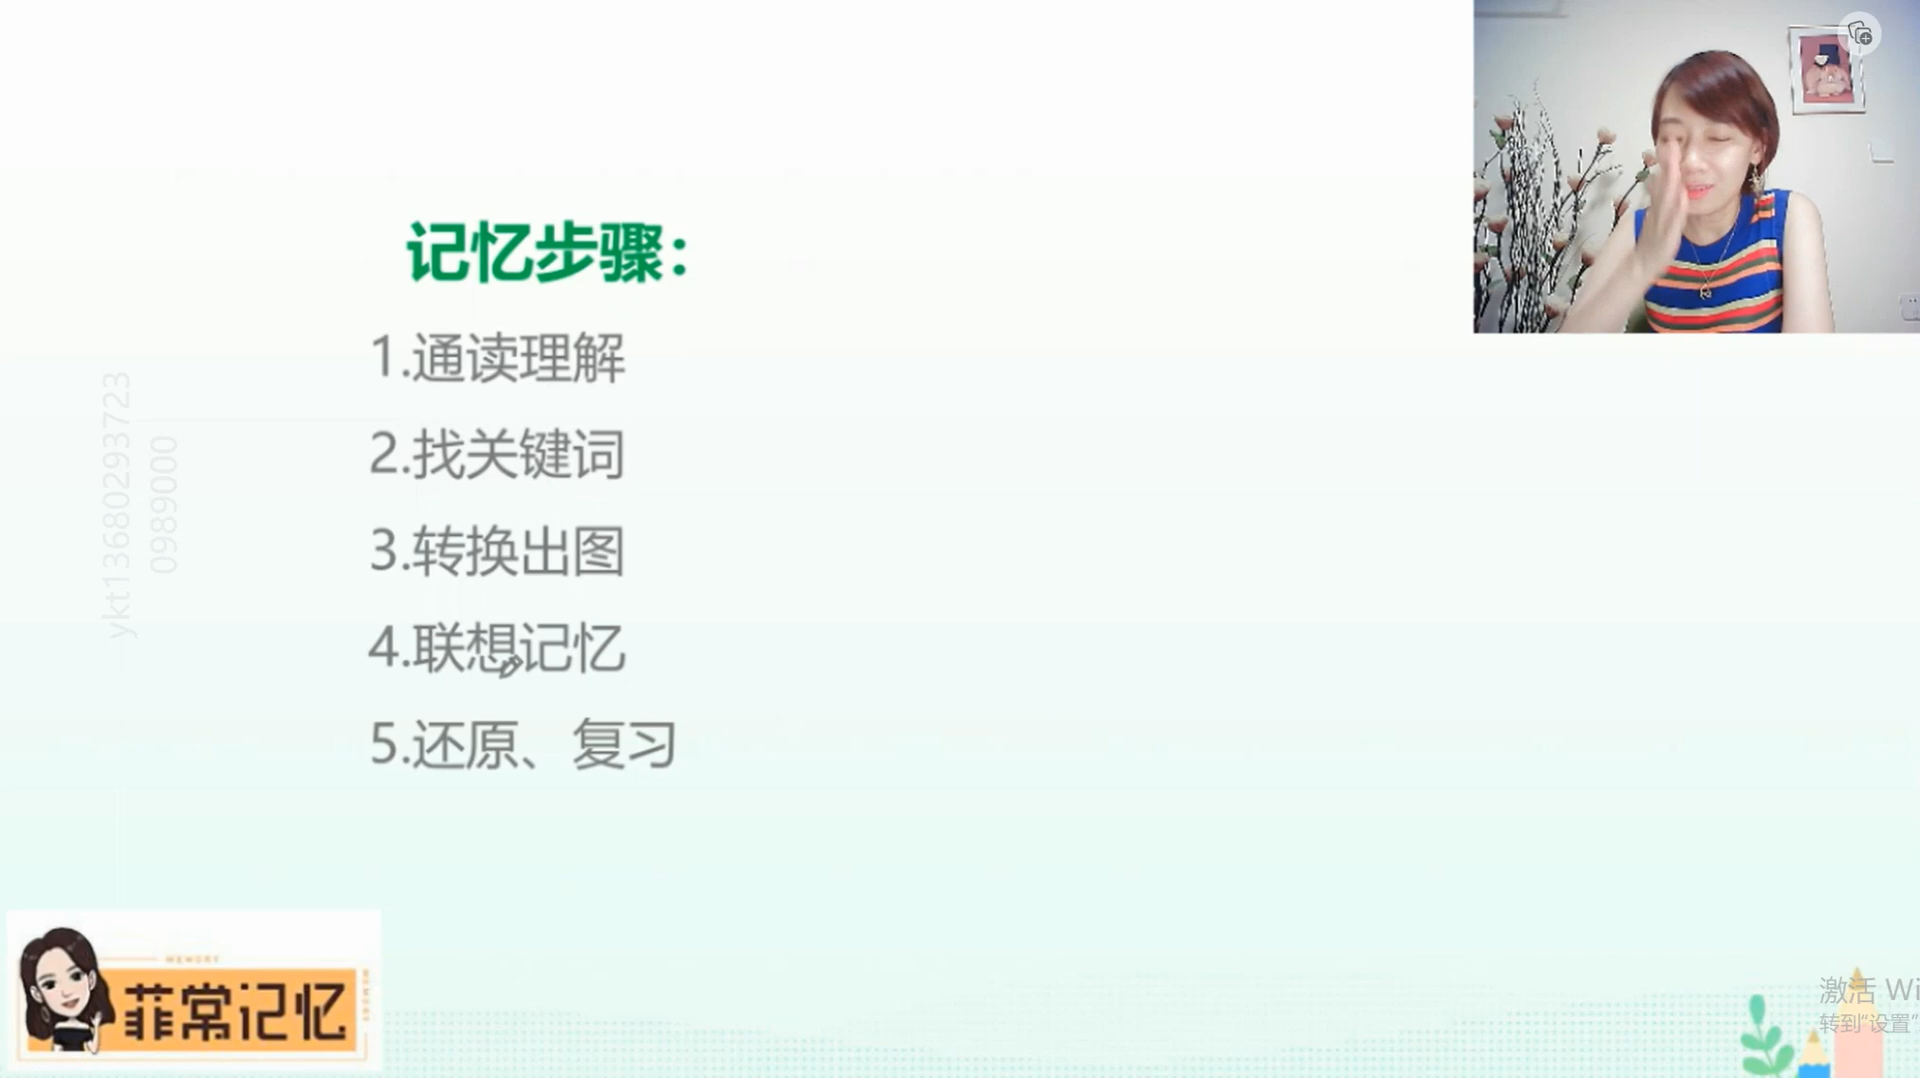 记忆步骤：
1.通读理解
2.找关键词
3.转换出图
4.联想记忆
5.还原、复习
ykt13680293723
0989000
MEMORY
菲常记忆
激活 Wi
转到"设置"